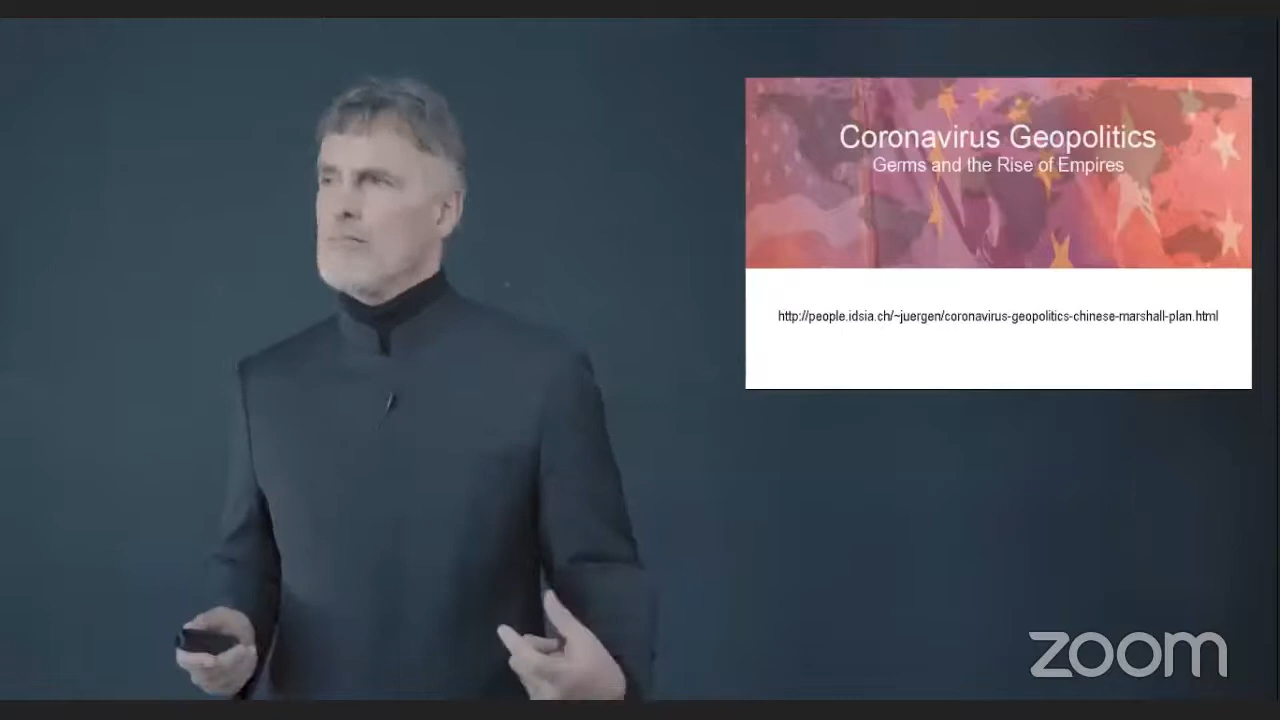 Coronavirus Geopolitics
Germs and the Rise of Empires
http://people.idsia.ch/~juergen/coronavirus-geopolitics-chinese-marshall-plan.html
zoom